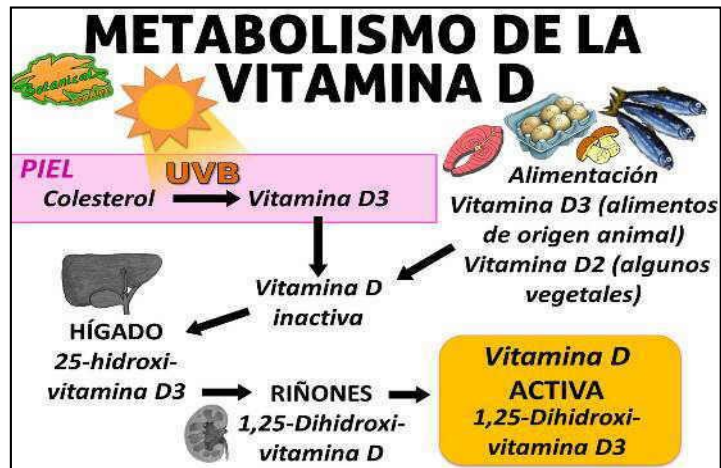 METABOLISMO DE LA
VITAMINA D
Botanical
PIEL
UVB
Colesterol
Vitamina D3
Alimentación
Vitamina D3 (alimentos
de origen animal)
Vitamina D2 (algunos
vegetales)
Vitamina D
inactiva
HÍGADO
25-hidroxi-
vitamina D3
RIÑONES
1,25-Dihidroxi-
vitamina D
Vitamina D
ACTIVA
1,25-Dihidroxi-
vitamina D3